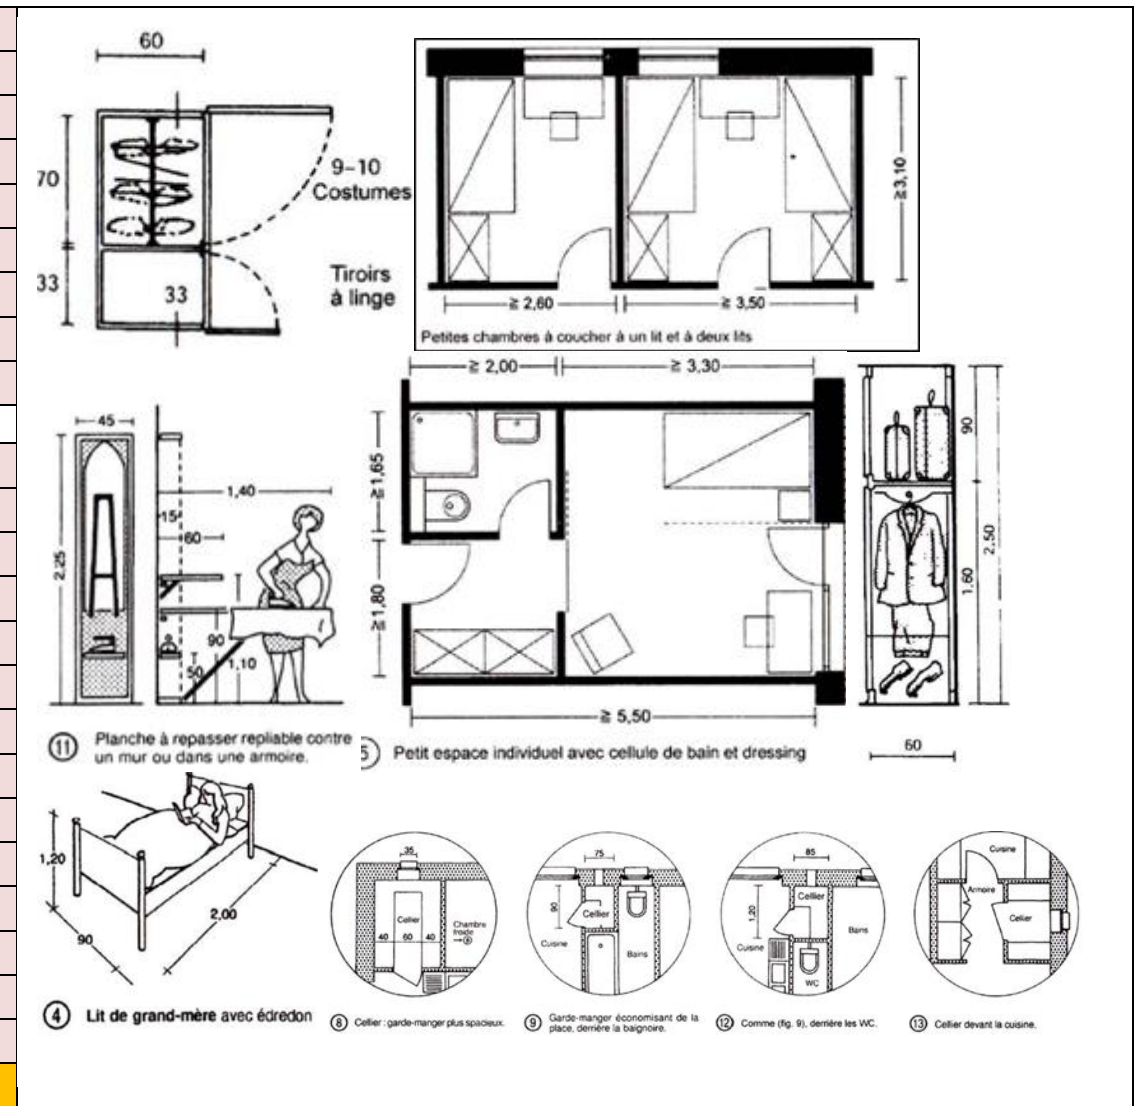 60
70
33
33
9–10
Costumes
Tiroirs
à linge
≥ 2,60
≥ 3,50
≥3,10
Petites chambres à coucher à un lit et à deux lits
≥ 2,00
≥ 3,30
≥ 1,65
≥ 1,80
≥ 5,50
5 Petit espace individuel avec cellule de bain et dressing
90
1,60
2,50
60
45
2,25
1,40
15
60
90
50
1,10
11 Planche à repasser repliable contre
un mur ou dans une armoire.
1,20
90
2,00
4 Lit de grand-mère avec édredon
35
Cellier
40 60 40
Chambre
froide
→9
8 Cellier : garde-manger plus spacieux.
75
90
Cellier
Cuisine
Bains
9 Garde-manger économisant de la
place, derrière la baignoire.
85
1,20
Cellier
Cuisine
Bains
WC
12 Comme (fig. 9), derrière les WC.
Cuisine
Armoire
Cellier
13 Cellier devant la cuisine.